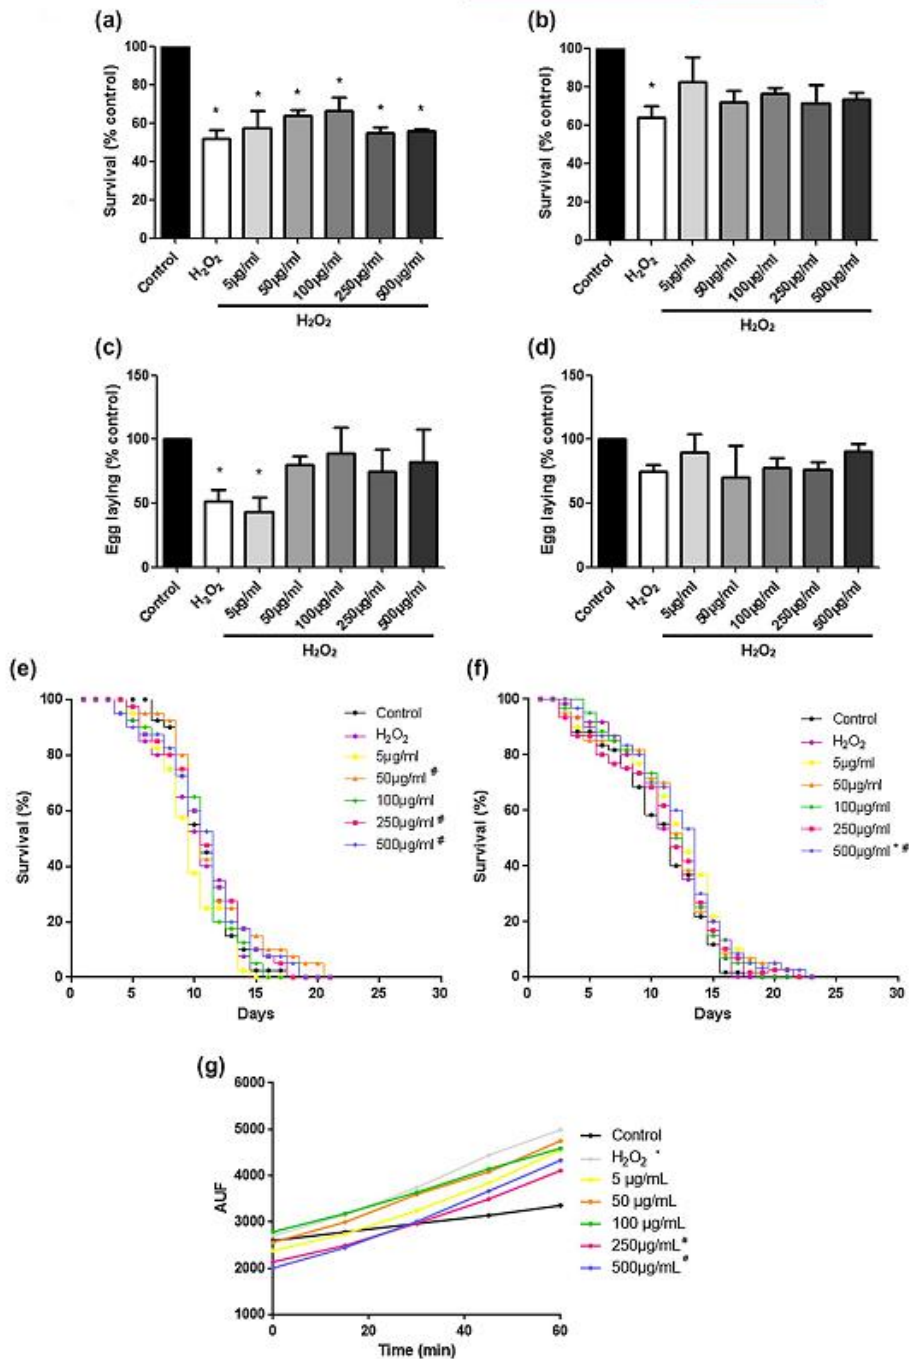 (a)
Survival (% control)
100
80
60
40
20
0
*
*
*
*
*
*
Control
H₂O₂
5µg/ml
50µg/ml
100µg/ml
250µg/ml
500µg/ml
H₂O₂
(b)
Survival (% control)
100
80
60
40
20
0
*
Control
H₂O₂
5µg/ml
50µg/ml
100µg/ml
250µg/ml
500µg/ml
H₂O₂
(c)
Egg laying (% control)
150
100
50
0
*
*
Control
H₂O₂
5µg/ml
50µg/ml
100µg/ml
250µg/ml
500µg/ml
H₂O₂
(d)
Egg laying (% control)
150
100
50
0
Control
H₂O₂
5µg/ml
50µg/ml
100µg/ml
250µg/ml
500µg/ml
H₂O₂
(e)
Survival (%)
100
80
60
40
20
0
0 5 10 15 20 25 30
Days
Control
H₂O₂
5µg/ml
50µg/ml #
100µg/ml
250µg/ml #
500µg/ml #
(f)
Survival (%)
100
80
60
40
20
0
0 5 10 15 20 25 30
Days
Control
H₂O₂
5µg/ml
50µg/ml
100µg/ml
250µg/ml
500µg/ml * #
(g)
AUF
6000
5000
4000
3000
2000
1000
0 20 40 60
Time (min)
Control
H₂O₂ *
5 µg/mL
50 µg/mL
100 µg/mL
250µg/mL#
500µg/mL#